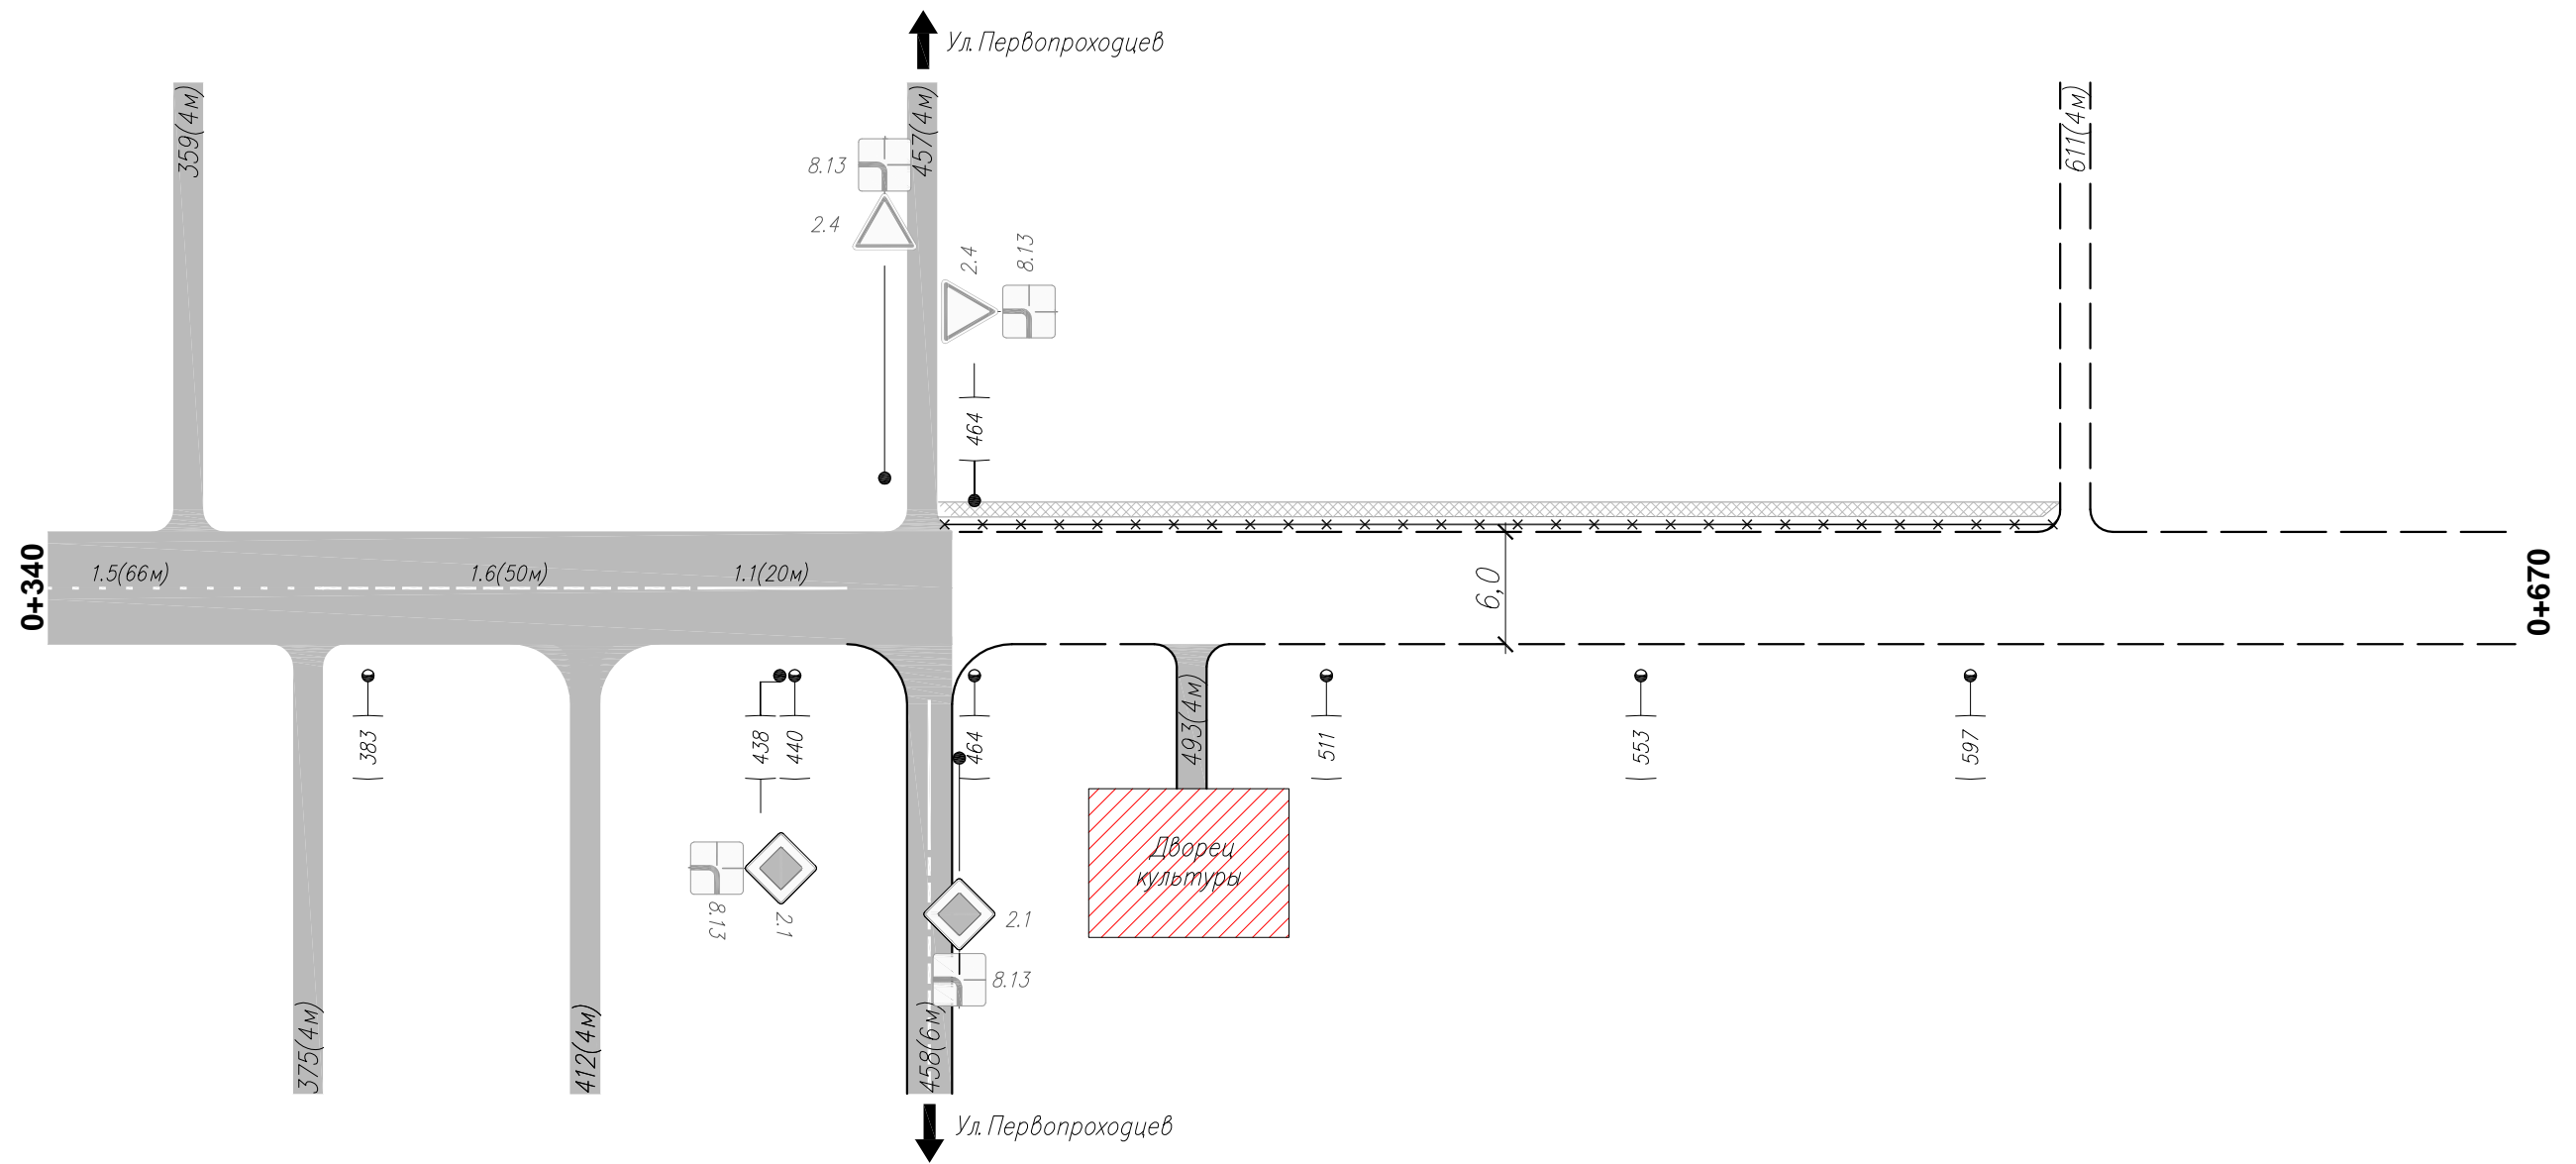 Ул. Первопроходцев
359(4м)
457(4м)
611(4м)
8.13
2.4
2.4
8.13
464
0+340
1.5(66м)
1.6(50м)
1.1(20м)
6,0
0+670
383
438
440
464
493(4м)
511
553
597
Дворец
культуры
8.13
2.1
2.1
8.13
375(4м)
412(4м)
458(6м)
Ул. Первопроходцев